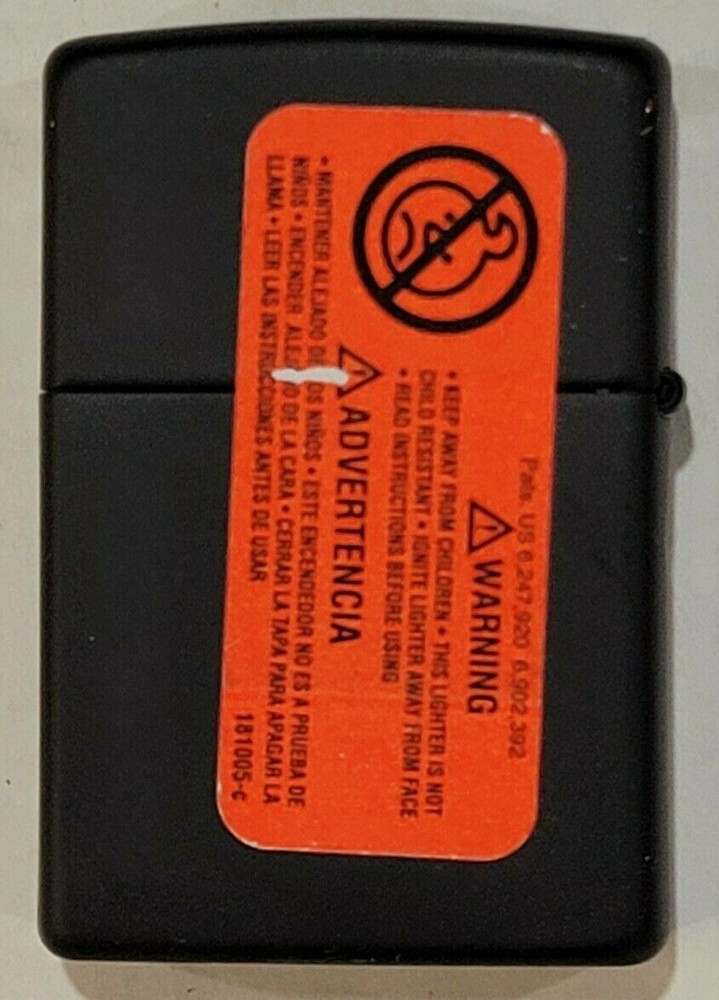 Pats. US 6,247,920 6,902,392
WARNING
• KEEP AWAY FROM CHILDREN • THIS LIGHTER IS NOT
CHILD RESISTANT • IGNITE LIGHTER AWAY FROM FACE
• READ INSTRUCTIONS BEFORE USING
ADVERTENCIA
• MANTENER ALEJADO DE LOS NIÑOS • ESTE ENCENDEDOR NO ES A PRUEBA DE
NIÑOS • ENCENDER ALEJADO DE LA CARA • CERRAR LA TAPA PARA APAGAR LA
LLAMA • LEER LAS INSTRUCCIONES ANTES DE USAR
181005-c